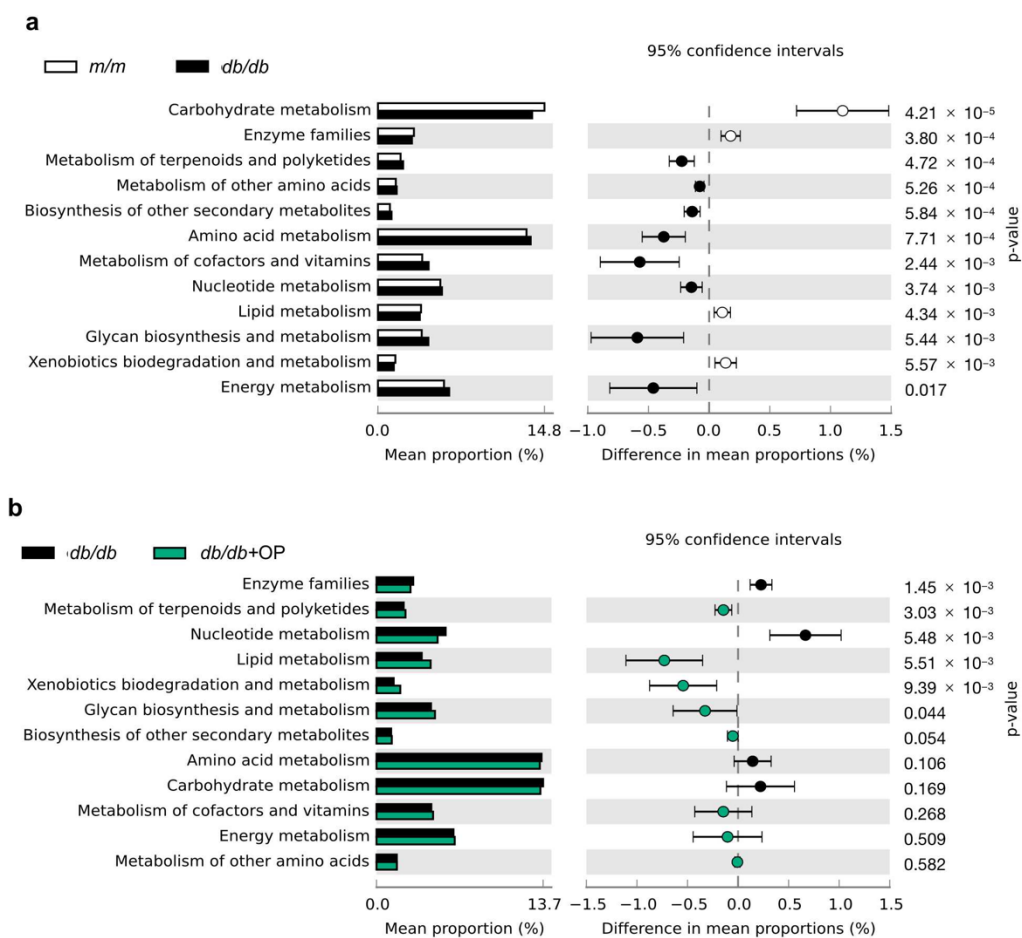 a
m/m db/db
95% confidence intervals
Carbohydrate metabolism 4.21 × 10⁻⁵
Enzyme families 3.80 × 10⁻⁴
Metabolism of terpenoids and polyketides 4.72 × 10⁻⁴
Metabolism of other amino acids 5.26 × 10⁻⁴
Biosynthesis of other secondary metabolites 5.84 × 10⁻⁴
Amino acid metabolism 7.71 × 10⁻⁴
Metabolism of cofactors and vitamins 2.44 × 10⁻³
Nucleotide metabolism 3.74 × 10⁻³
Lipid metabolism 4.34 × 10⁻³
Glycan biosynthesis and metabolism 5.44 × 10⁻³
Xenobiotics biodegradation and metabolism 5.57 × 10⁻³
Energy metabolism 0.017
p-value
0.0 14.8 −1.0 −0.5 0.0 0.5 1.0 1.5
Mean proportion (%) Difference in mean proportions (%)
b
db/db db/db+OP
95% confidence intervals
Enzyme families 1.45 × 10⁻³
Metabolism of terpenoids and polyketides 3.03 × 10⁻³
Nucleotide metabolism 5.48 × 10⁻³
Lipid metabolism 5.51 × 10⁻³
Xenobiotics biodegradation and metabolism 9.39 × 10⁻³
Glycan biosynthesis and metabolism 0.044
Biosynthesis of other secondary metabolites 0.054
Amino acid metabolism 0.106
Carbohydrate metabolism 0.169
Metabolism of cofactors and vitamins 0.268
Energy metabolism 0.509
Metabolism of other amino acids 0.582
p-value
0.0 13.7 −1.5 −1.0 −0.5 0.0 0.5 1.0 1.5
Mean proportion (%) Difference in mean proportions (%)